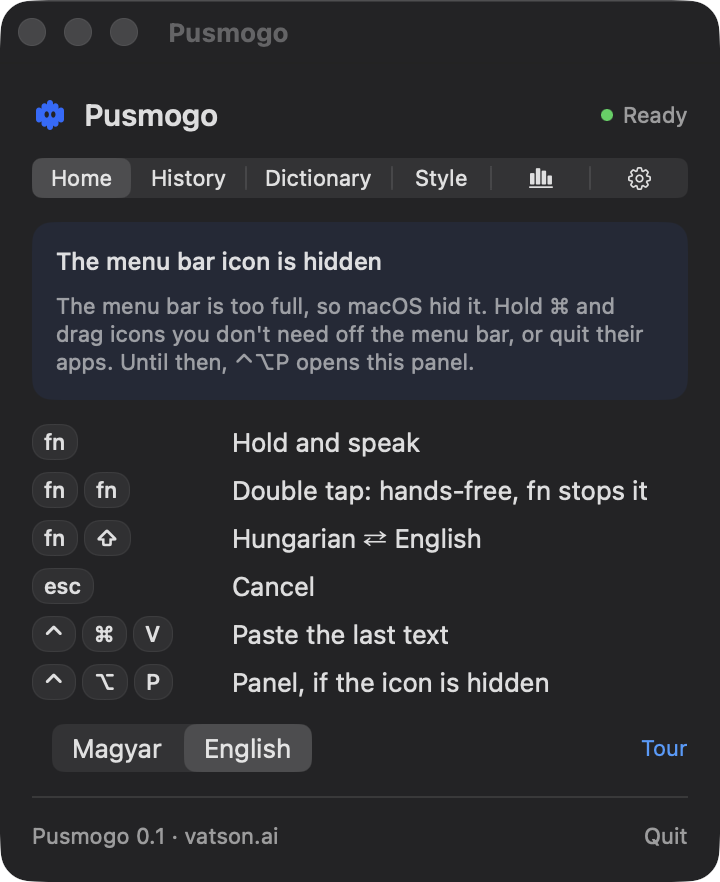 Pusmogo
Pusmogo
Ready
Home History Dictionary Style
The menu bar icon is hidden
The menu bar is too full, so macOS hid it. Hold ⌘ and
drag icons you don't need off the menu bar, or quit their
apps. Until then, ^⌥P opens this panel.
fn Hold and speak
fn fn Double tap: hands-free, fn stops it
fn ⇧ Hungarian ⇄ English
esc Cancel
^ ⌘ V Paste the last text
^ ⌥ P Panel, if the icon is hidden
Magyar English Tour
Pusmogo 0.1 · vatson.ai Quit